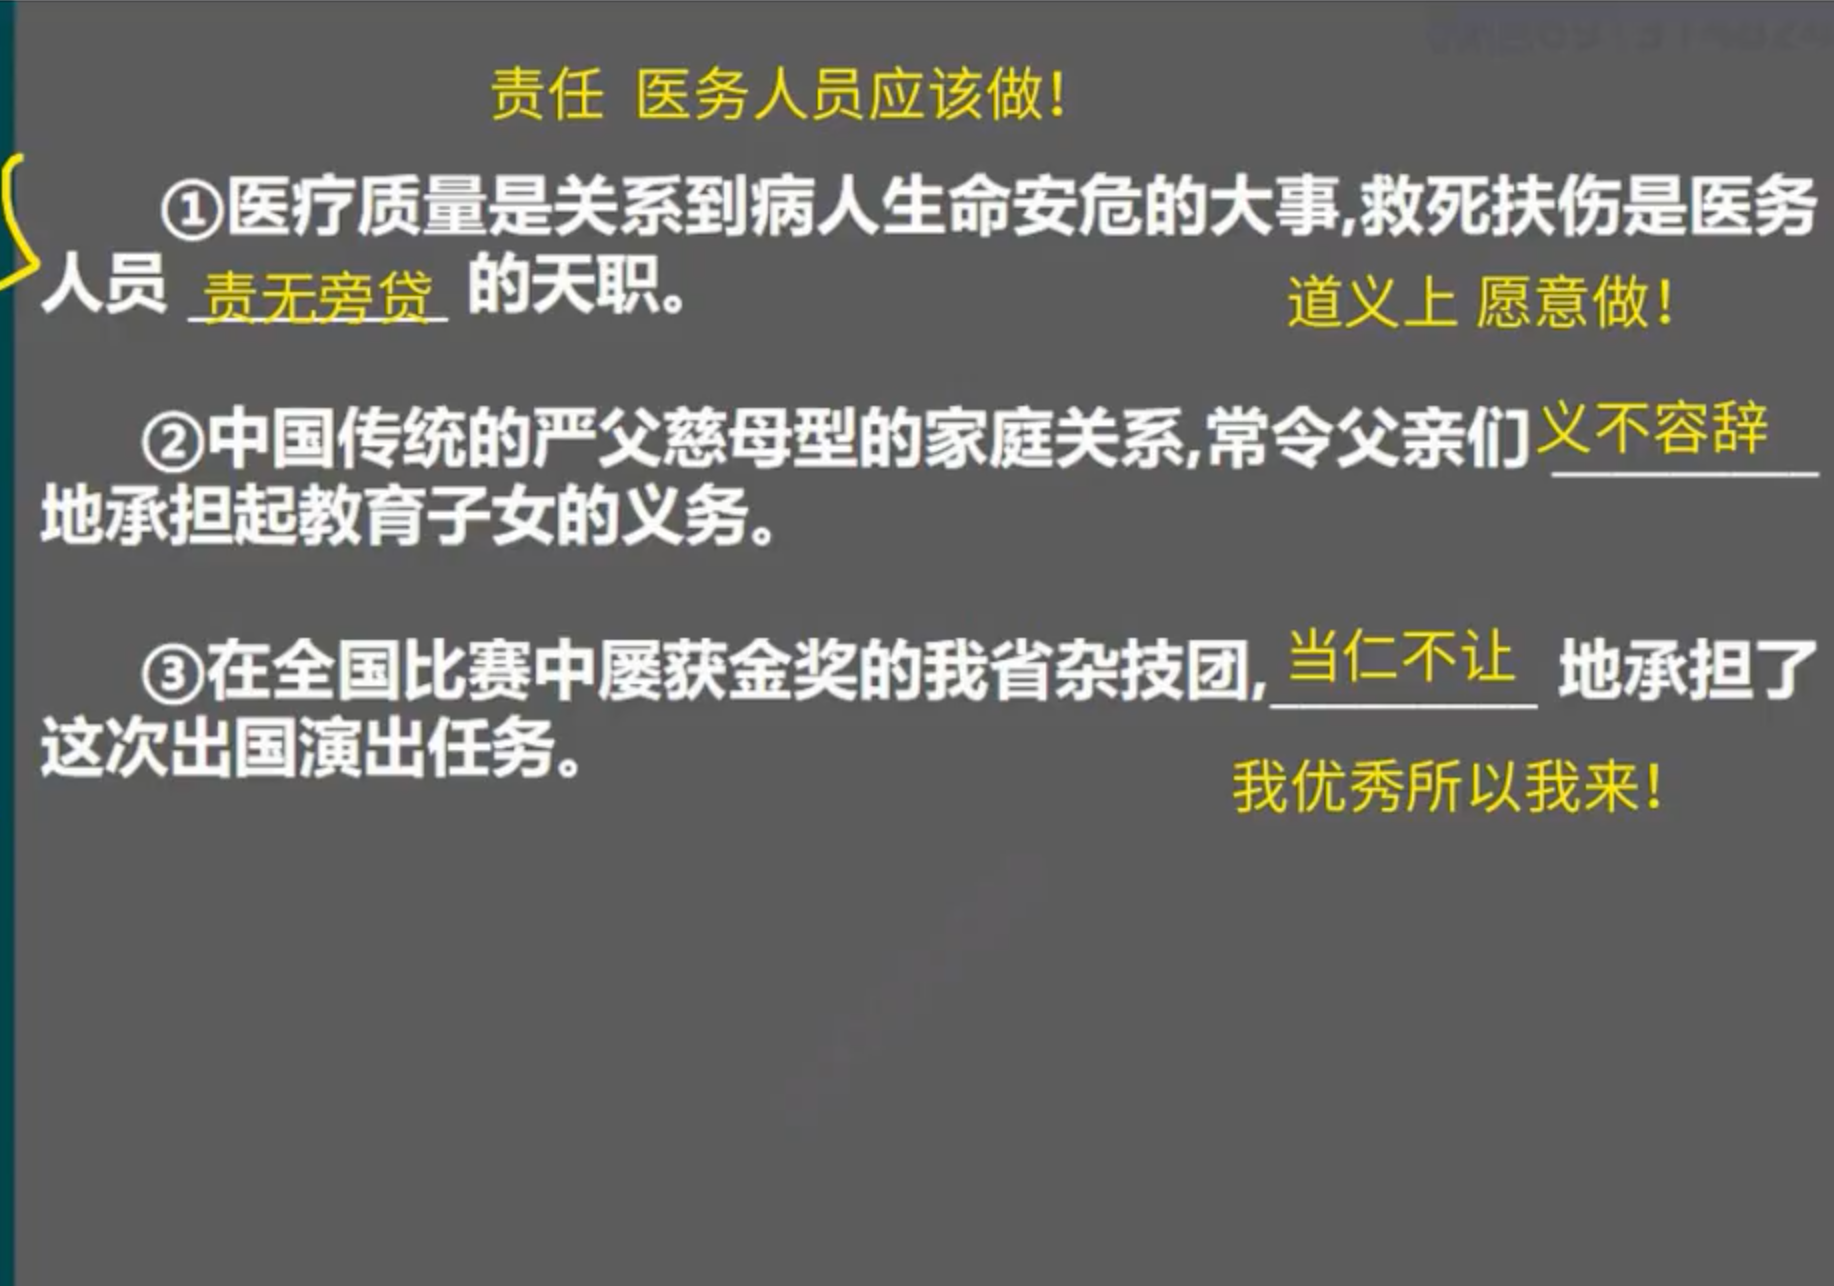 责任 医务人员应该做！
①医疗质量是关系到病人生命安危的大事,救死扶伤是医务
人员 责无旁贷 的天职。
道义上 愿意做！
②中国传统的严父慈母型的家庭关系,常令父亲们义不容辞
地承担起教育子女的义务。
③在全国比赛中屡获金奖的我省杂技团,当仁不让 地承担了
这次出国演出任务。
我优秀所以我来！